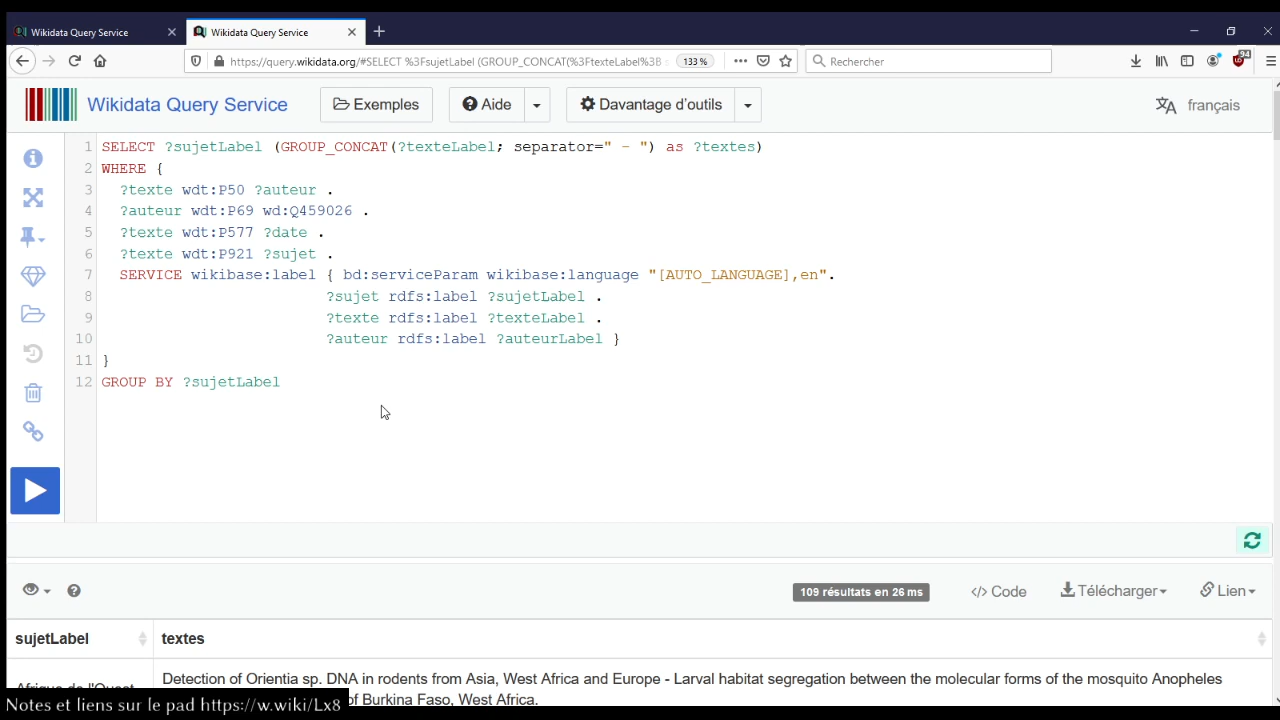 Wikidata Query Service
Wikidata Query Service
https://query.wikidata.org/#SELECT %3FsujetLabel (GROUP_CONCAT(%3FtexteLabel%3B
133 %
Rechercher
Wikidata Query Service
Exemples
Aide
Davantage d'outils
français
1 SELECT ?sujetLabel (GROUP_CONCAT(?texteLabel; separator=" - ") as ?textes)
2 WHERE {
3 ?texte wdt:P50 ?auteur .
4 ?auteur wdt:P69 wd:Q459026 .
5 ?texte wdt:P577 ?date .
6 ?texte wdt:P921 ?sujet .
7 SERVICE wikibase:label { bd:serviceParam wikibase:language "[AUTO_LANGUAGE],en".
8 ?sujet rdfs:label ?sujetLabel .
9 ?texte rdfs:label ?texteLabel .
10 ?auteur rdfs:label ?auteurLabel }
11 }
12 GROUP BY ?sujetLabel
109 résultats en 26 ms
</> Code
Télécharger
Lien
sujetLabel
textes
Afrique de l'Ouest
Detection of Orientia sp. DNA in rodents from Asia, West Africa and Europe - Larval habitat segregation between the molecular forms of the mosquito Anopheles
of Burkina Faso, West Africa.
Notes et liens sur le pad https://w.wiki/Lx8